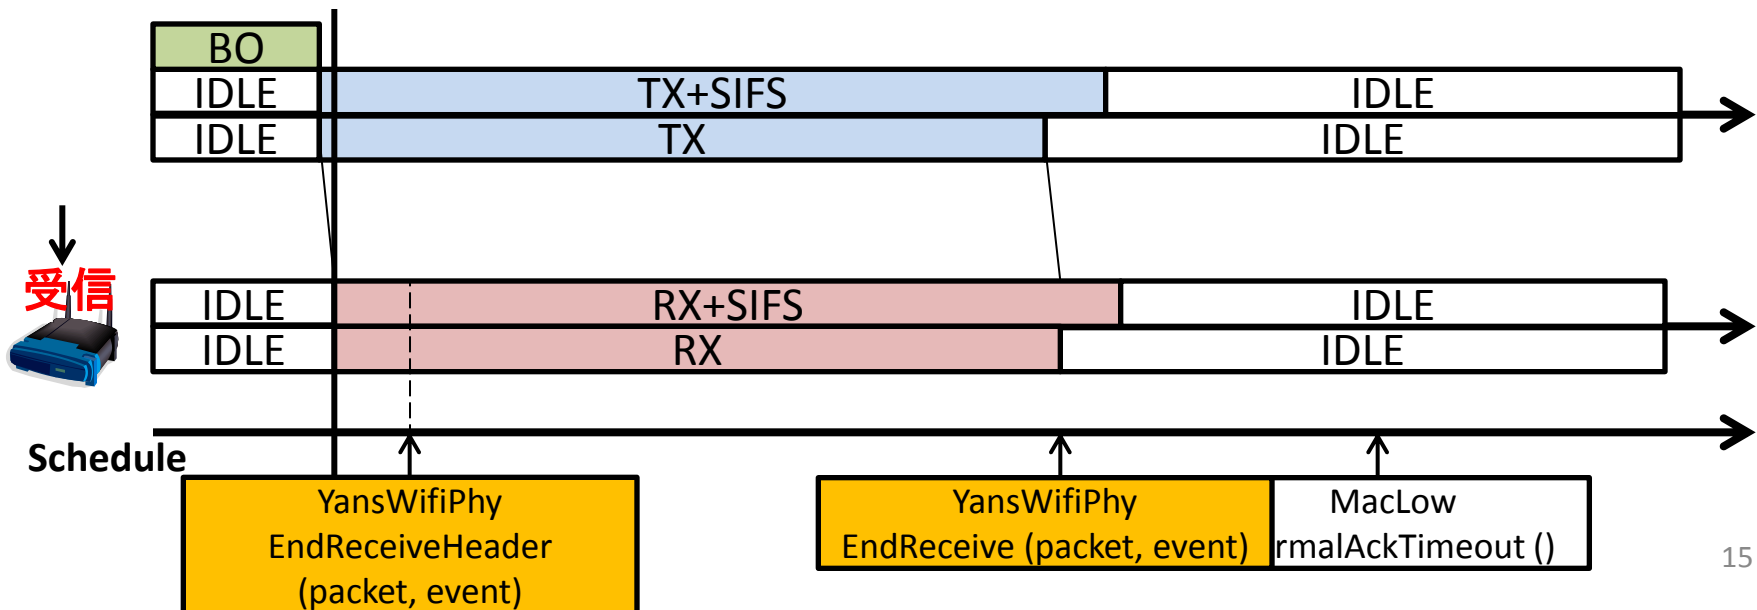 BO
IDLE TX+SIFS IDLE
IDLE TX IDLE
受信
IDLE RX+SIFS IDLE
IDLE RX IDLE
Schedule
YansWifiPhy
EndReceiveHeader
(packet, event)
YansWifiPhy
EndReceive (packet, event)
MacLow
rmalAckTimeout ()
15